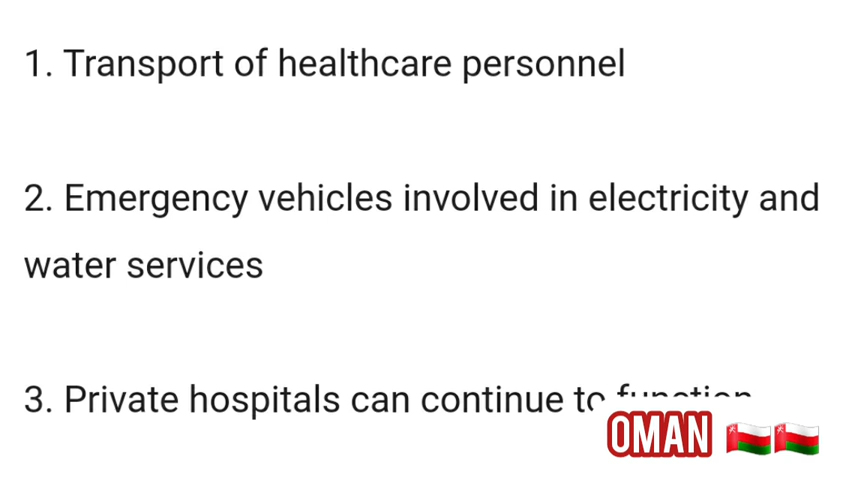 1. Transport of healthcare personnel
2. Emergency vehicles involved in electricity and
water services
3. Private hospitals can continue to function
OMAN 🇴🇲🇴🇲